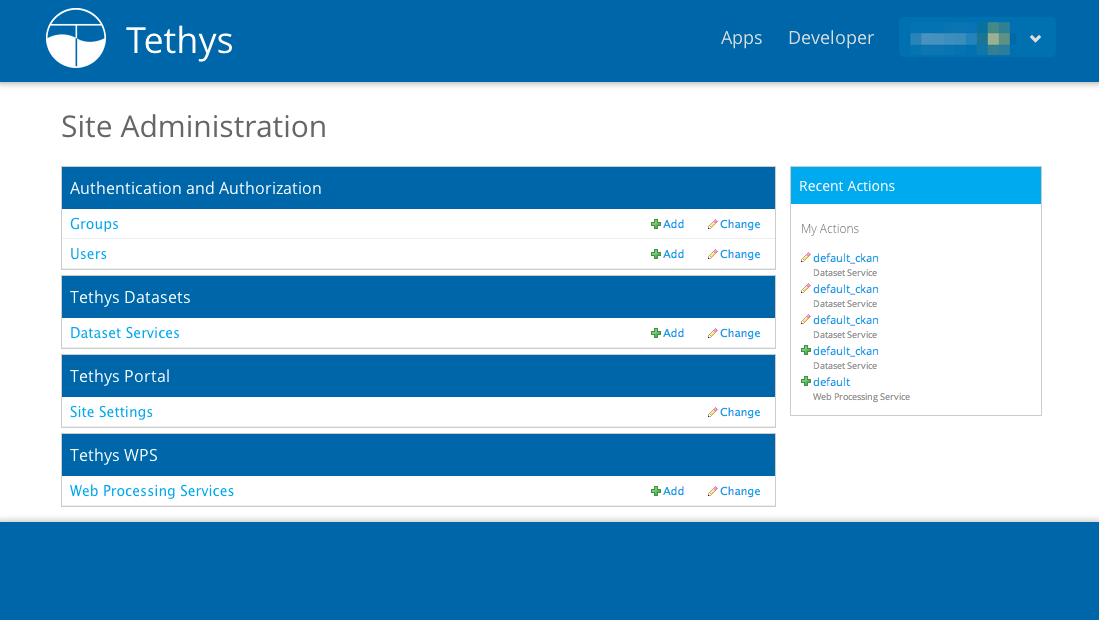 Tethys
Apps Developer
Site Administration
Authentication and Authorization
Groups Add Change
Users Add Change
Tethys Datasets
Dataset Services Add Change
Tethys Portal
Site Settings Change
Tethys WPS
Web Processing Services Add Change
Recent Actions
My Actions
default_ckan
Dataset Service
default_ckan
Dataset Service
default_ckan
Dataset Service
default_ckan
Dataset Service
default
Web Processing Service